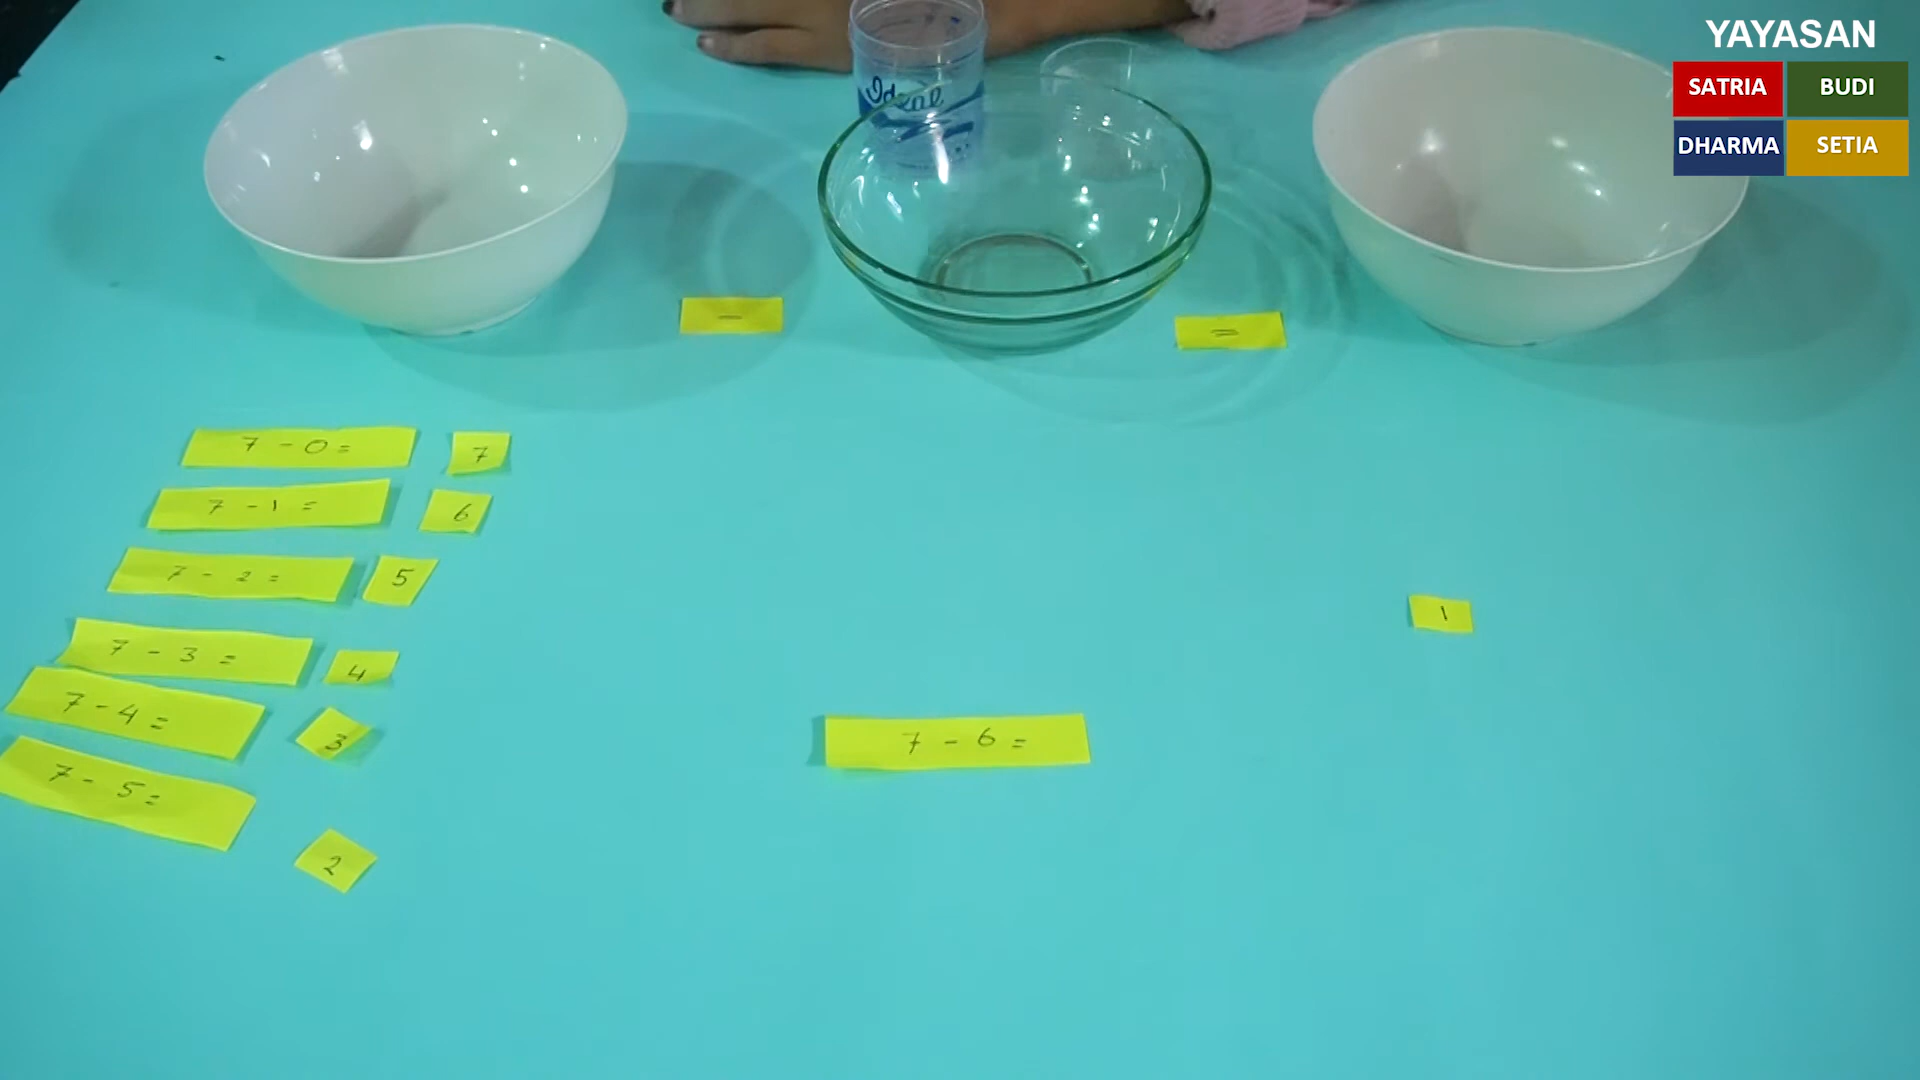 YAYASAN
SATRIA BUDI
DHARMA SETIA
Ideal
-
=
7 - 0 = 7
7 - 1 = 6
7 - 2 = 5
7 - 3 = 4
7 - 4 = 3
7 - 5 = 2
7 - 6 =
1